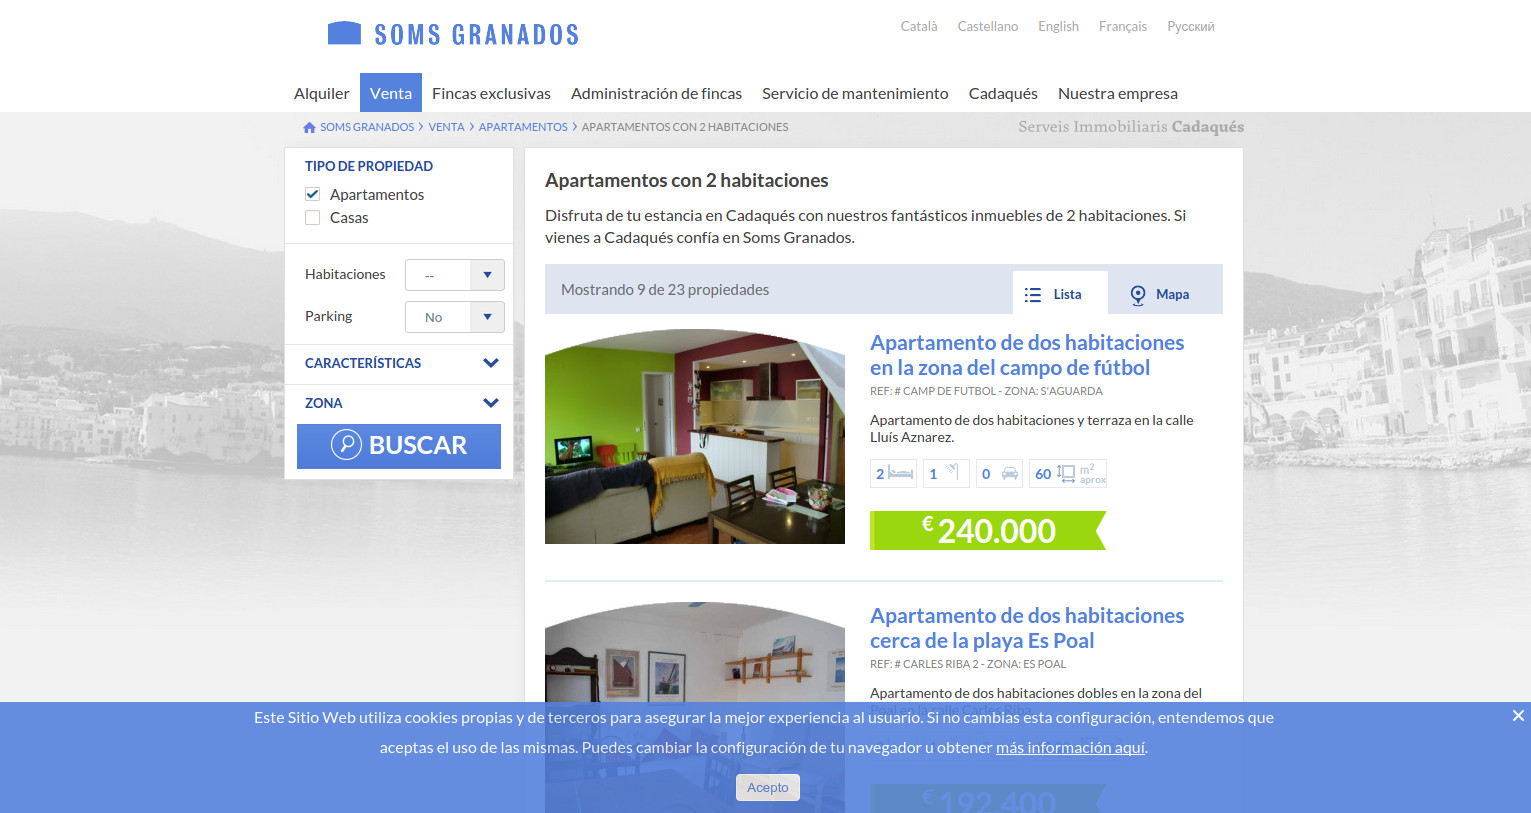 SOMS GRANADOS
Català Castellano English Français Русский
Alquiler Venta Fincas exclusivas Administración de fincas Servicio de mantenimiento Cadaqués Nuestra empresa
SOMS GRANADOS > VENTA > APARTAMENTOS > APARTAMENTOS CON 2 HABITACIONES
Serveis Immobiliaris Cadaqués
TIPO DE PROPIEDAD
Apartamentos
Casas
Habitaciones --
Parking No
CARACTERÍSTICAS
ZONA
BUSCAR
Apartamentos con 2 habitaciones
Disfruta de tu estancia en Cadaqués con nuestros fantásticos inmuebles de 2 habitaciones. Si
vienes a Cadaqués confía en Soms Granados.
Mostrando 9 de 23 propiedades
Lista Mapa
Apartamento de dos habitaciones
en la zona del campo de fútbol
REF: # CAMP DE FUTBOL - ZONA: S'AGUARDA
Apartamento de dos habitaciones y terraza en la calle
Lluís Aznarez.
2 1 0 60 m2 aprox
€ 240.000
Apartamento de dos habitaciones
cerca de la playa Es Poal
REF: # CARLES RIBA 2 - ZONA: ES POAL
Apartamento de dos habitaciones dobles en la zona del
Poal en la calle Carles Riba.
€ 192.400
Este Sitio Web utiliza cookies propias y de terceros para asegurar la mejor experiencia al usuario. Si no cambias esta configuración, entendemos que
aceptas el uso de las mismas. Puedes cambiar la configuración de tu navegador u obtener más información aquí.
Acepto